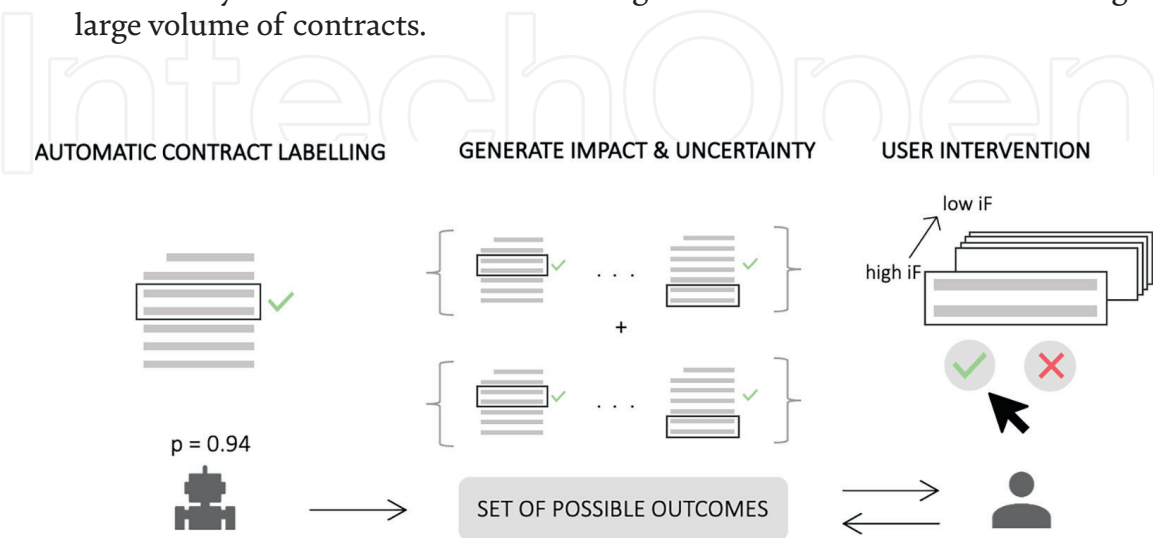 large volume of contracts.
IntechOpen
AUTOMATIC CONTRACT LABELLING
GENERATE IMPACT & UNCERTAINTY
USER INTERVENTION
low iF
high iF
. . .
+
. . .
p = 0.94
SET OF POSSIBLE OUTCOMES